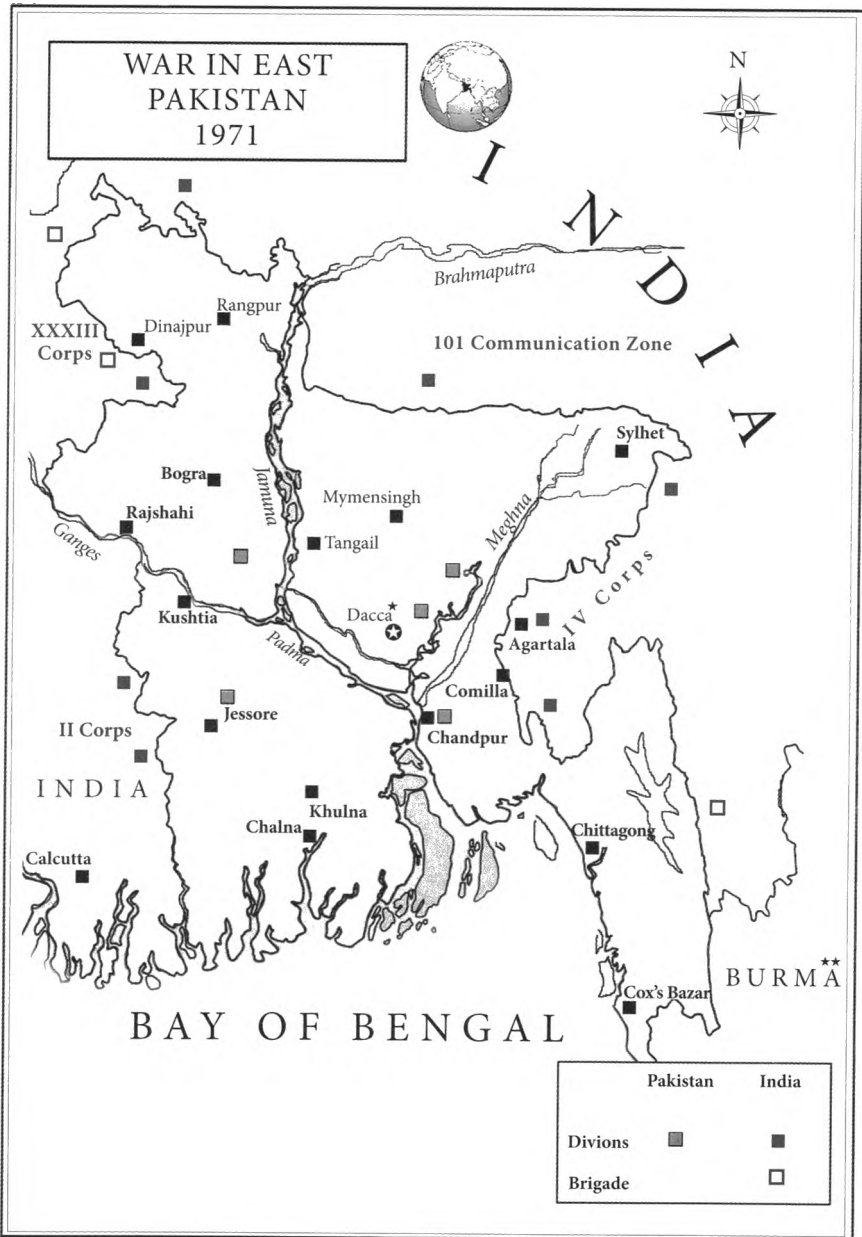 WAR IN EAST
PAKISTAN
1971
N
INDIA
Brahmaputra
Rangpur
Dinajpur
XXXIII
Corps
101 Communication Zone
Sylhet
Bogra
Jamuna
Mymensingh
Meghna
Rajshahi
Ganges
Tangail
IV Corps
Dacca*
Kushtia
Agartala
Padma
Comilla
Jessore
II Corps
Chandpur
INDIA
Khulna
Chalna
Chittagong
Calcutta
BURMA**
Cox's Bazar
BAY OF BENGAL
Pakistan India
Divions
Brigade